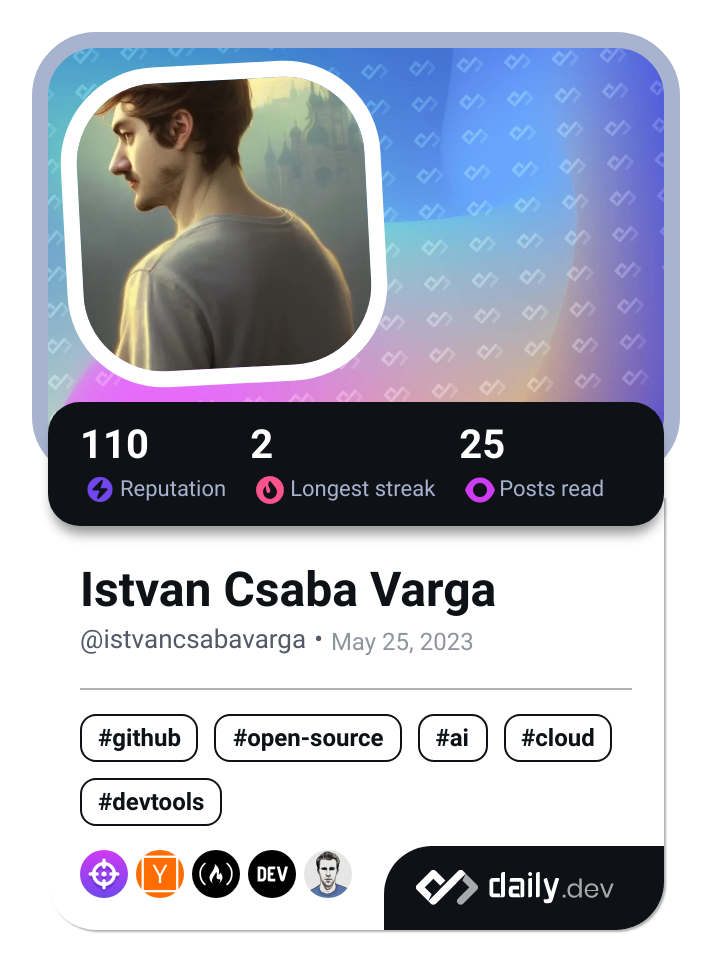 110 2 25
Reputation Longest streak Posts read
Istvan Csaba Varga
@istvancsabavarga • May 25, 2023
#github #open-source #ai #cloud
#devtools
Y DEV daily.dev